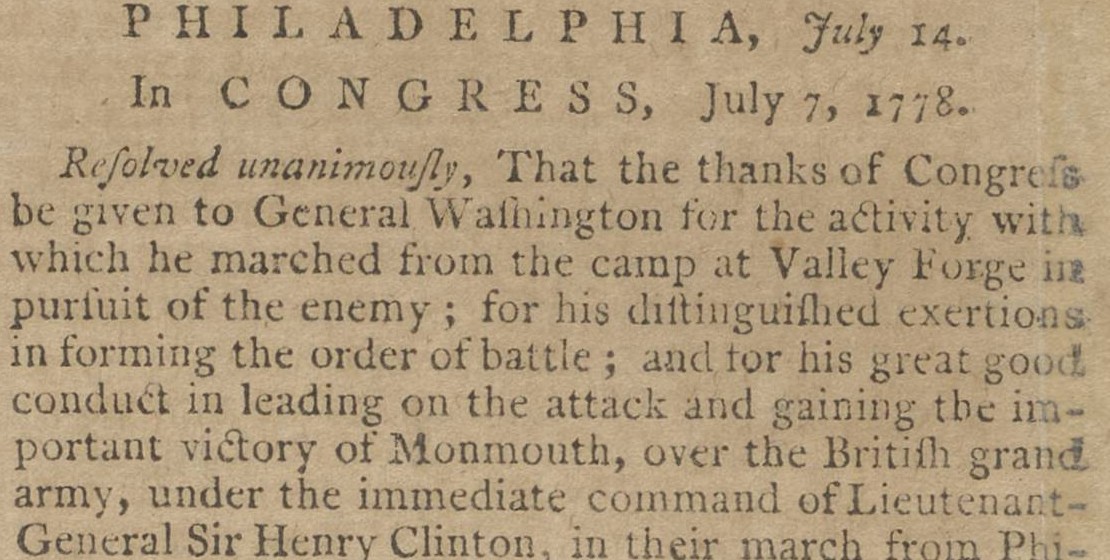 PHILADELPHIA, July 14.
In CONGRESS, July 7, 1778.
Reſolved unanimouſly, That the thanks of Congreſs
be given to General Waſhington for the activity with
which he marched from the camp at Valley Forge in
purſuit of the enemy ; for his diſtinguiſhed exertions
in forming the order of battle ; and for his great good
conduct in leading on the attack and gaining the im-
portant victory of Monmouth, over the Britiſh grand
army, under the immediate command of Lieutenant-
General Sir Henry Clinton, in their march from Phi-